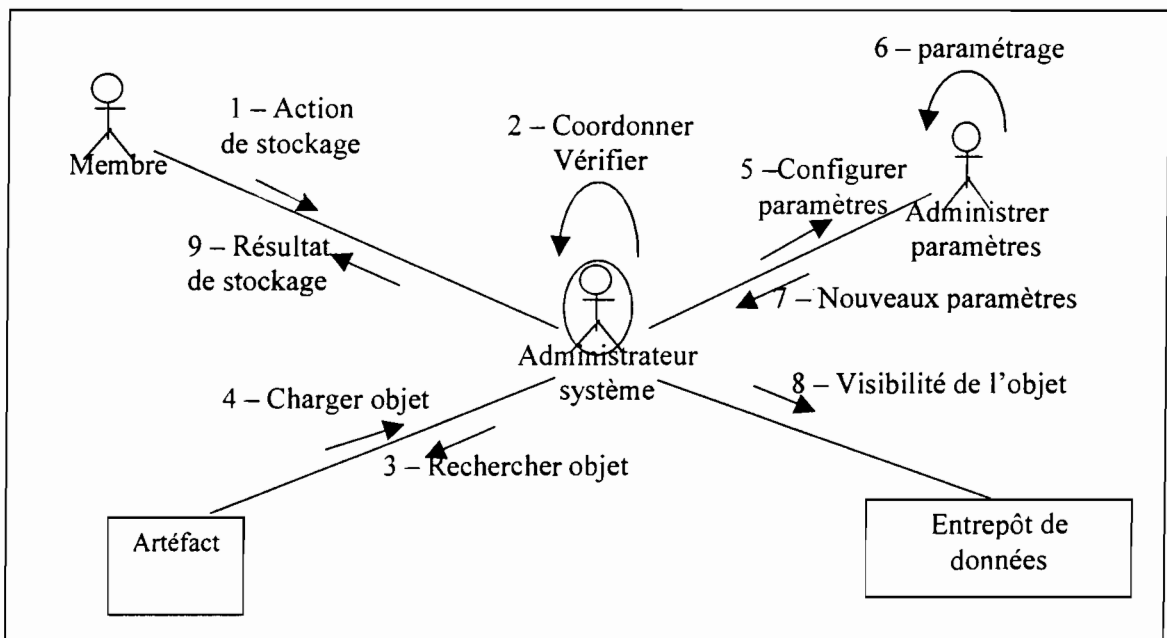 6 – paramétrage
1 – Action
de stockage
2 – Coordonner
Vérifier
Membre
5 –Configurer
paramètres
Administrer
paramètres
9 – Résultat
de stockage
7 – Nouveaux paramètres
Administrateur
système
8 – Visibilité de l'objet
4 – Charger objet
3 – Rechercher objet
Artéfact
Entrepôt de
données